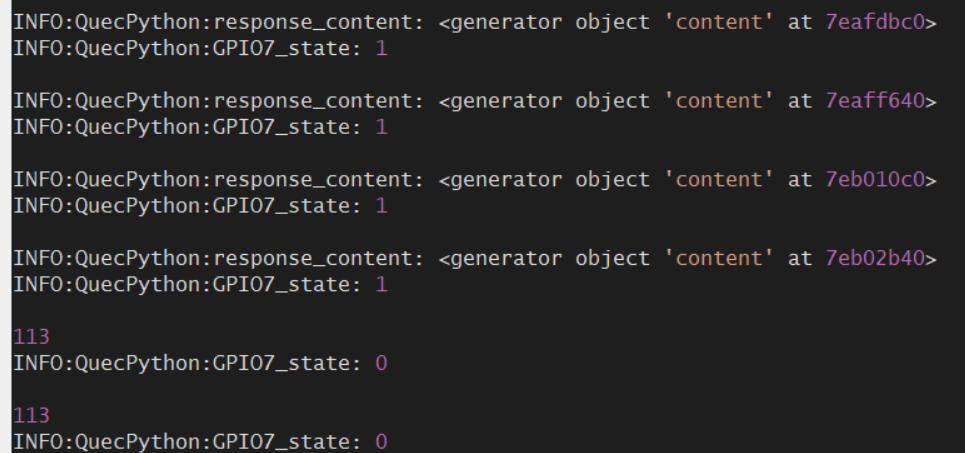 INFO:QuecPython:response_content: <generator object 'content' at 7eafdbc0>
INFO:QuecPython:GPIO7_state: 1
INFO:QuecPython:response_content: <generator object 'content' at 7eaff640>
INFO:QuecPython:GPIO7_state: 1
INFO:QuecPython:response_content: <generator object 'content' at 7eb010c0>
INFO:QuecPython:GPIO7_state: 1
INFO:QuecPython:response_content: <generator object 'content' at 7eb02b40>
INFO:QuecPython:GPIO7_state: 1
113
INFO:QuecPython:GPIO7_state: 0
113
INFO:QuecPython:GPIO7_state: 0